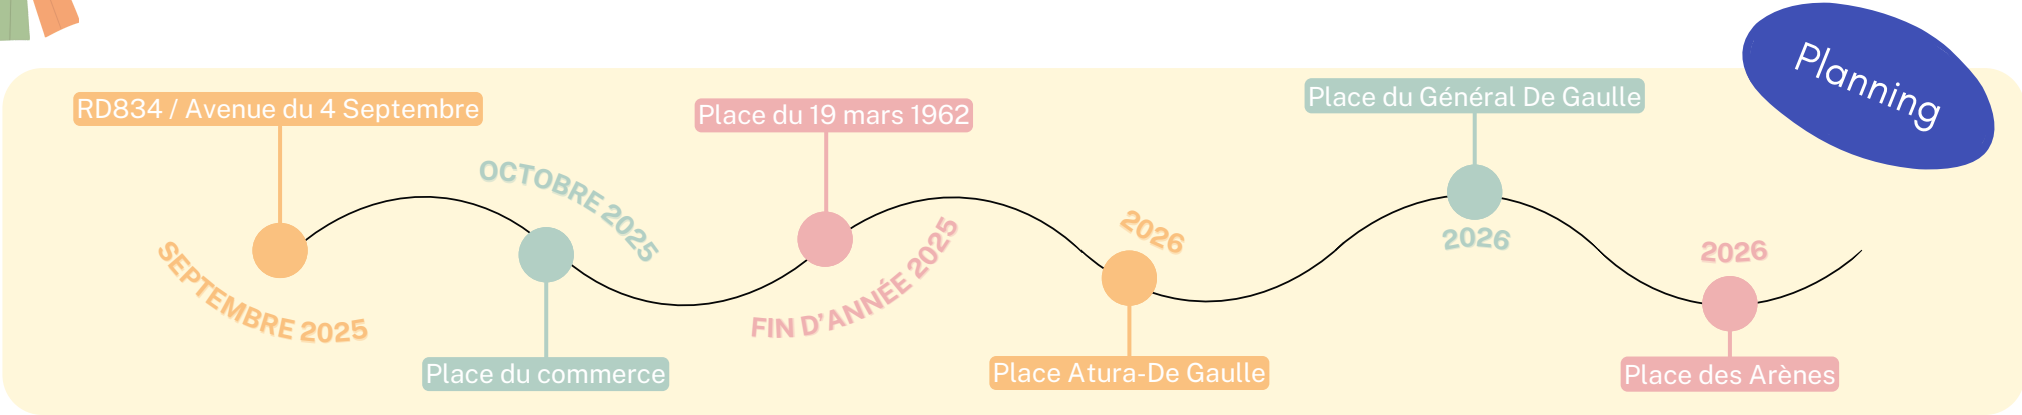 Planning
RD834 / Avenue du 4 Septembre
SEPTEMBRE 2025
OCTOBRE 2025
Place du commerce
Place du 19 mars 1962
FIN D'ANNÉE 2025
2026
Place Atura-De Gaulle
Place du Général De Gaulle
2026
2026
Place des Arènes